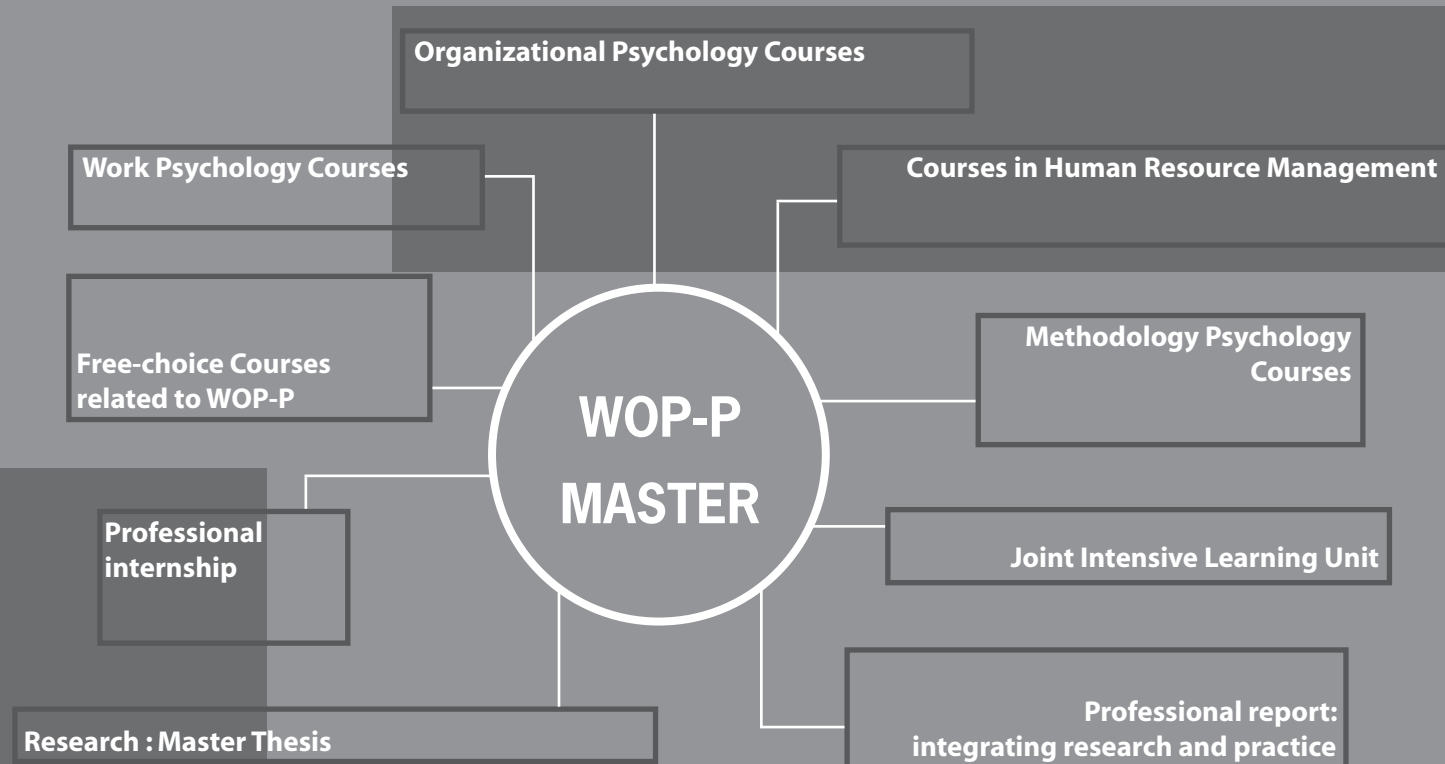 Organizational Psychology Courses
Work Psychology Courses
Courses in Human Resource Management
Free-choice Courses
related to WOP-P
Methodology Psychology
Courses
WOP-P
MASTER
Professional
internship
Joint Intensive Learning Unit
Research : Master Thesis
Professional report:
integrating research and practice